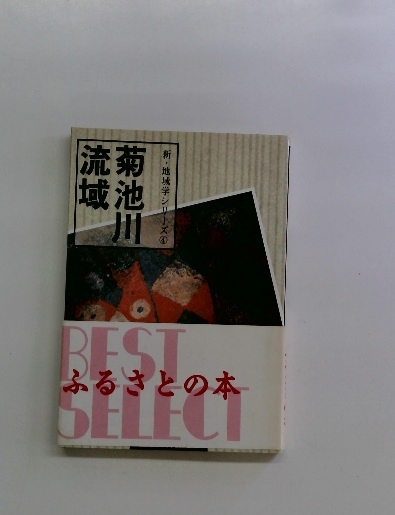 新・地域学シリーズ④
菊池川
流域
BEST
ふるさとの本
SELECT